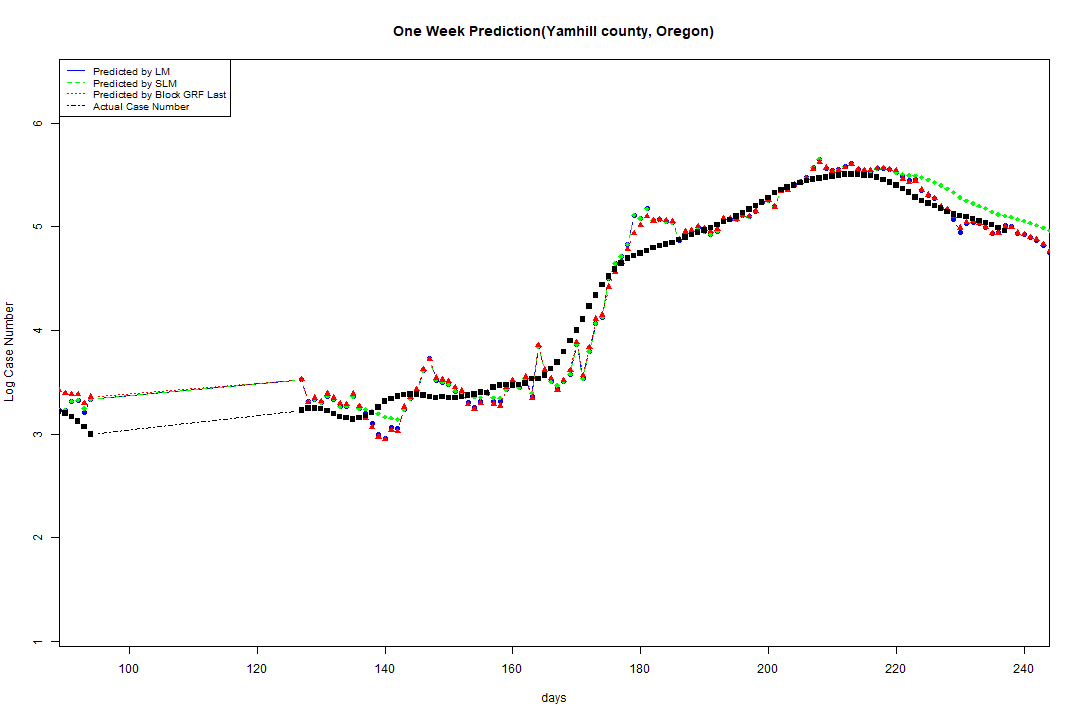 One Week Prediction(Yamhill county, Oregon)
Predicted by LM
Predicted by SLM
Predicted by Block GRF Last
Actual Case Number
6
5
4
3
2
1
Log Case Number
100 120 140 160 180 200 220 240
days